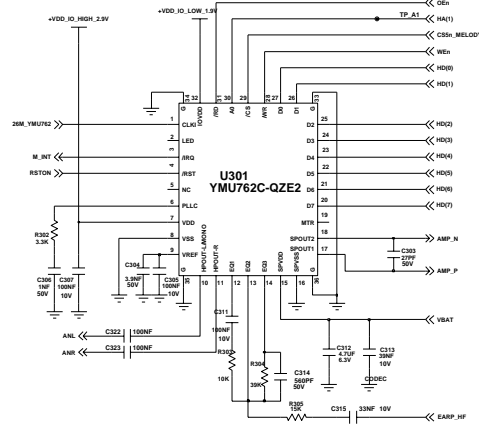 +VDD_IO_HIGH_2.9V
+VDD_IO_LOW_1.9V
OEn
TP_A1
HA(1)
CS5n_MELODY
WEn
HD(0)
HD(1)
34
32
31
30
29
28
27
26
33
G
IOVDD
/RD
A0
/CS
/WR
D0
D1
G
26M_YMU762
1
CLKI
D2
25
HD(2)
2
LED
D3
24
HD(3)
M_INT
3
/IRQ
D4
23
HD(4)
RSTON
4
/RST
D5
22
HD(5)
U301
YMU762C-QZE2
5
NC
D6
21
HD(6)
6
PLLC
D7
20
HD(7)
R302
3.3K
7
VDD
MTR
19
8
VSS
SPOUT2
18
AMP_N
9
VREF
SPOUT1
17
C303
27PF
50V
AMP_P
G
HPOUT-L/MONO
HPOUT-R
EQ1
EQ2
EQ3
SPVDD
SPVSS
G
35
10
11
12
13
14
15
16
36
C306
1NF
50V
C307
100NF
10V
C304
3.9NF
50V
C305
100NF
10V
C311
100NF
10V
VBAT
ANL
C322
100NF
ANR
C323
100NF
R303
10K
R304
39K
C314
560PF
50V
C312
4.7UF
6.3V
C313
39NF
10V
CODEC
R305
15K
C315
33NF 10V
EARP_HF